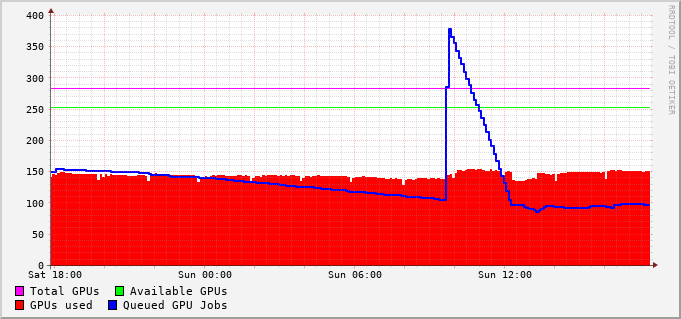 400
350
300
250
200
150
100
50
0
Sat 18:00 Sun 00:00 Sun 06:00 Sun 12:00
Total GPUs Available GPUs
GPUs used Queued GPU Jobs
RRDTOOL / TOBI OETIKER